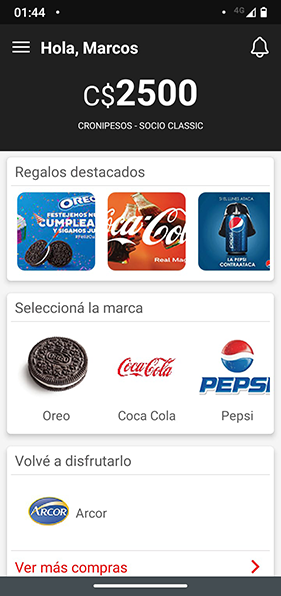 01:44
4G
Hola, Marcos
C$2500
CRONIPESOS - SOCIO CLASSIC
Regalos destacados
OREO
CUMPLEAÑ
FESTEJEMOS NU
Y SIGAMOS JU
Coca-Cola
Real Mag
SI EL LUNES ATACA
LA PEPSI
CONTRAATACA
Seleccioná la marca
OREO
Coca-Cola
PEPSI
Oreo
Coca Cola
Pepsi
Volvé a disfrutarlo
ARCOR
Arcor
Ver más compras